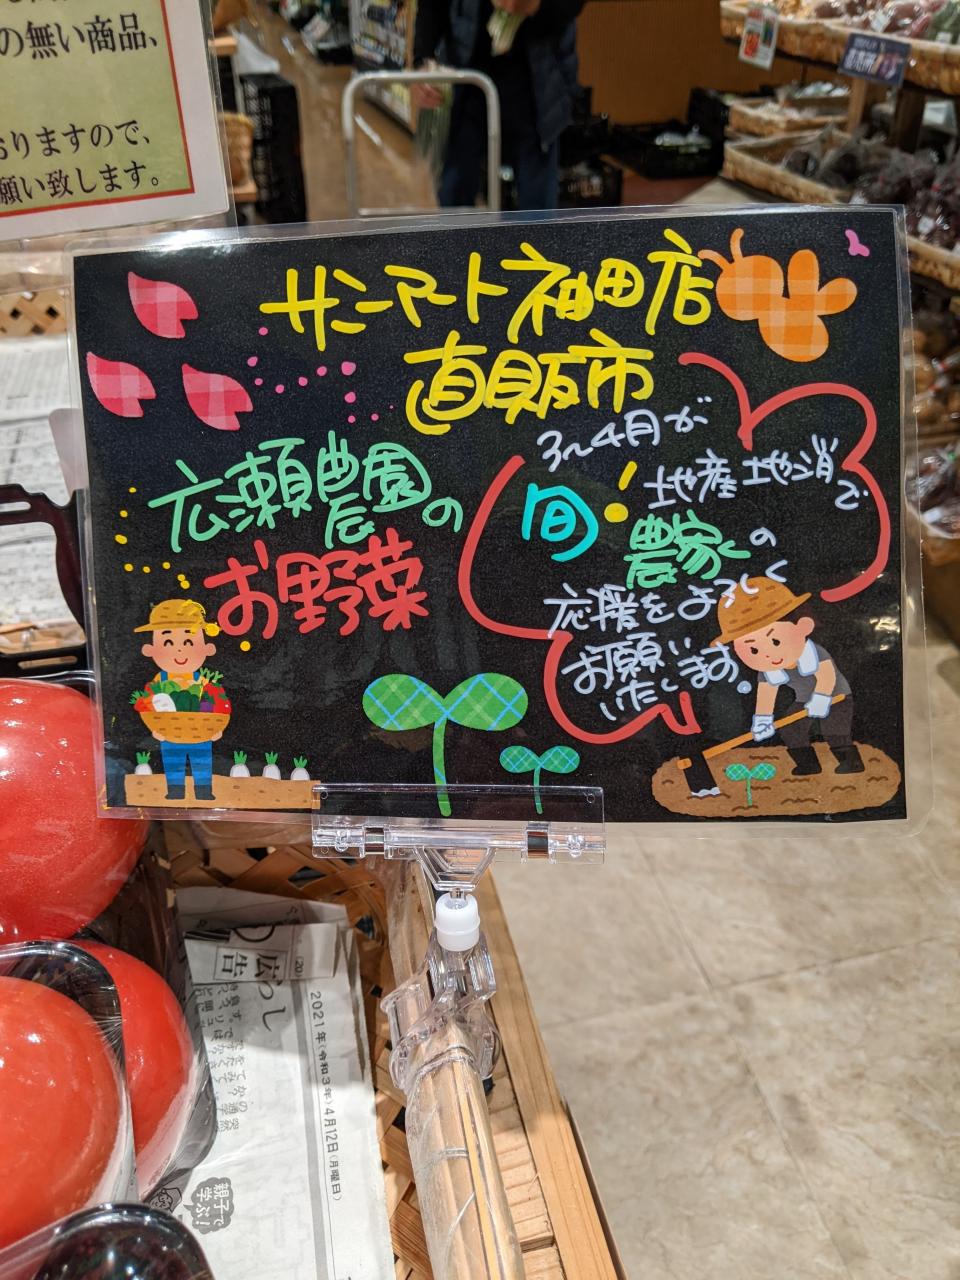 の無い商品、
おりますので、
願い致します。
サニーマート神田店
直販市
広瀬農園の
お野菜
3〜4月が
旬!
地産地消で
農家の
応援をよろしく
お願い
いたします。
広告
2021年(令和3年)4月12日(月曜日)
親子で
学ぶ!